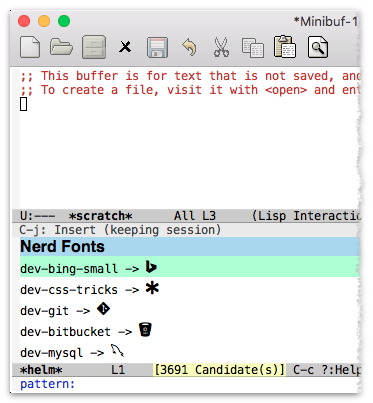 *Minibuf-1
;; This buffer is for text that is not saved, and
;; To create a file, visit it with <open> and ent
U:--- *scratch* All L3 (Lisp Interactio
C-j: Insert (keeping session)
Nerd Fonts
dev-bing-small ->
dev-css-tricks ->
dev-git ->
dev-bitbucket ->
dev-mysql ->
*helm* L1 [3691 Candidate(s)] C-c ?:Help
pattern: